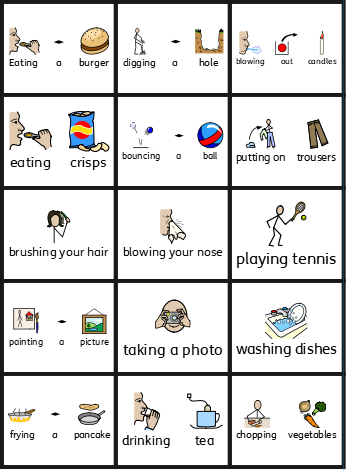 Eating a burger
digging a hole
blowing out candles
eating crisps
bouncing a ball
putting on trousers
brushing your hair
blowing your nose
playing tennis
painting a picture
taking a photo
washing dishes
frying a pancake
drinking tea
chopping vegetables